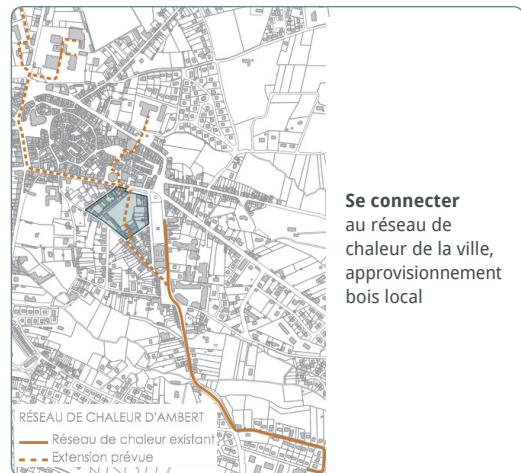 Se connecter
au réseau de
chaleur de la ville,
approvisionnement
bois local
RÉSEAU DE CHALEUR D'AMBERT
Réseau de chaleur existant
Extension prévue